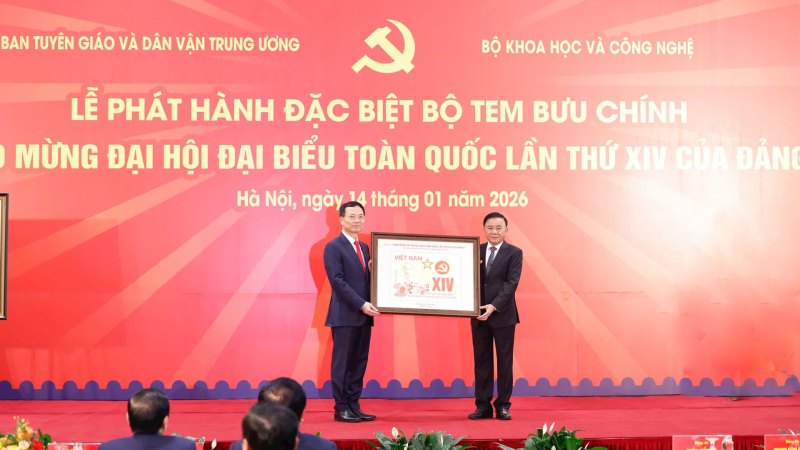 BAN TUYÊN GIÁO VÀ DÂN VẬN TRUNG ƯƠNG
BỘ KHOA HỌC VÀ CÔNG NGHỆ
LỄ PHÁT HÀNH ĐẶC BIỆT BỘ TEM BƯU CHÍNH
MỪNG ĐẠI HỘI ĐẠI BIỂU TOÀN QUỐC LẦN THỨ XIV CỦA ĐẢNG
Hà Nội, ngày 14 tháng 01 năm 2026
VIỆT NAM
XIV